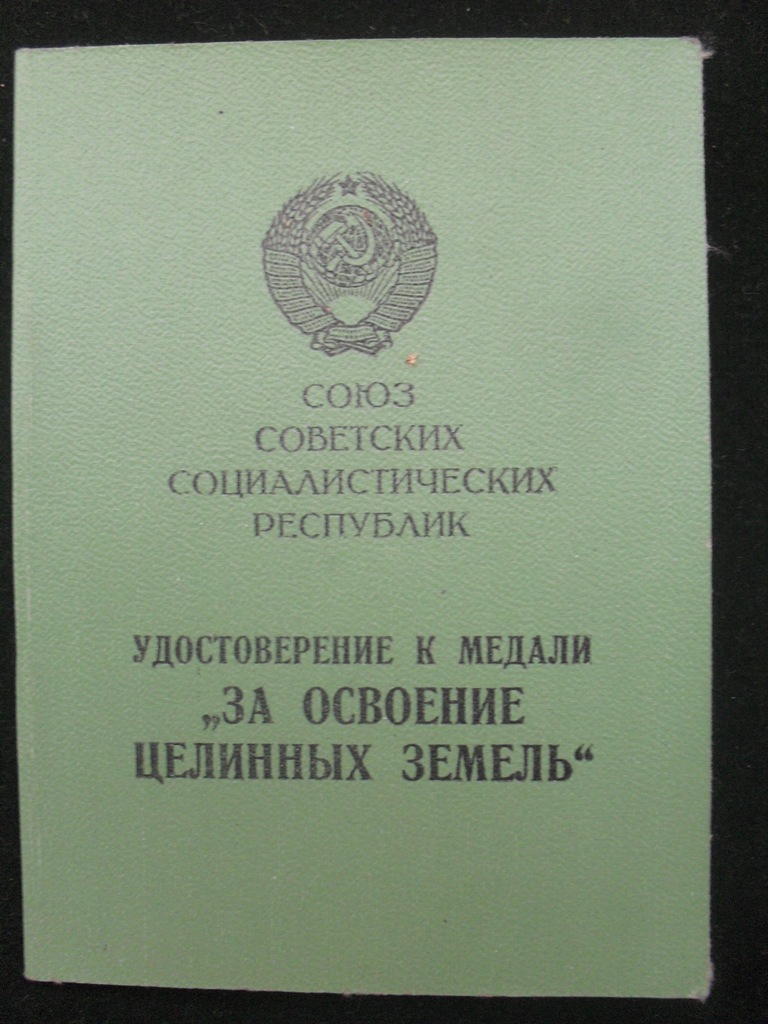 СОЮЗ
СОВЕТСКИХ
СОЦИАЛИСТИЧЕСКИХ
РЕСПУБЛИК
УДОСТОВЕРЕНИЕ К МЕДАЛИ
„ЗА ОСВОЕНИЕ
ЦЕЛИННЫХ ЗЕМЕЛЬ“